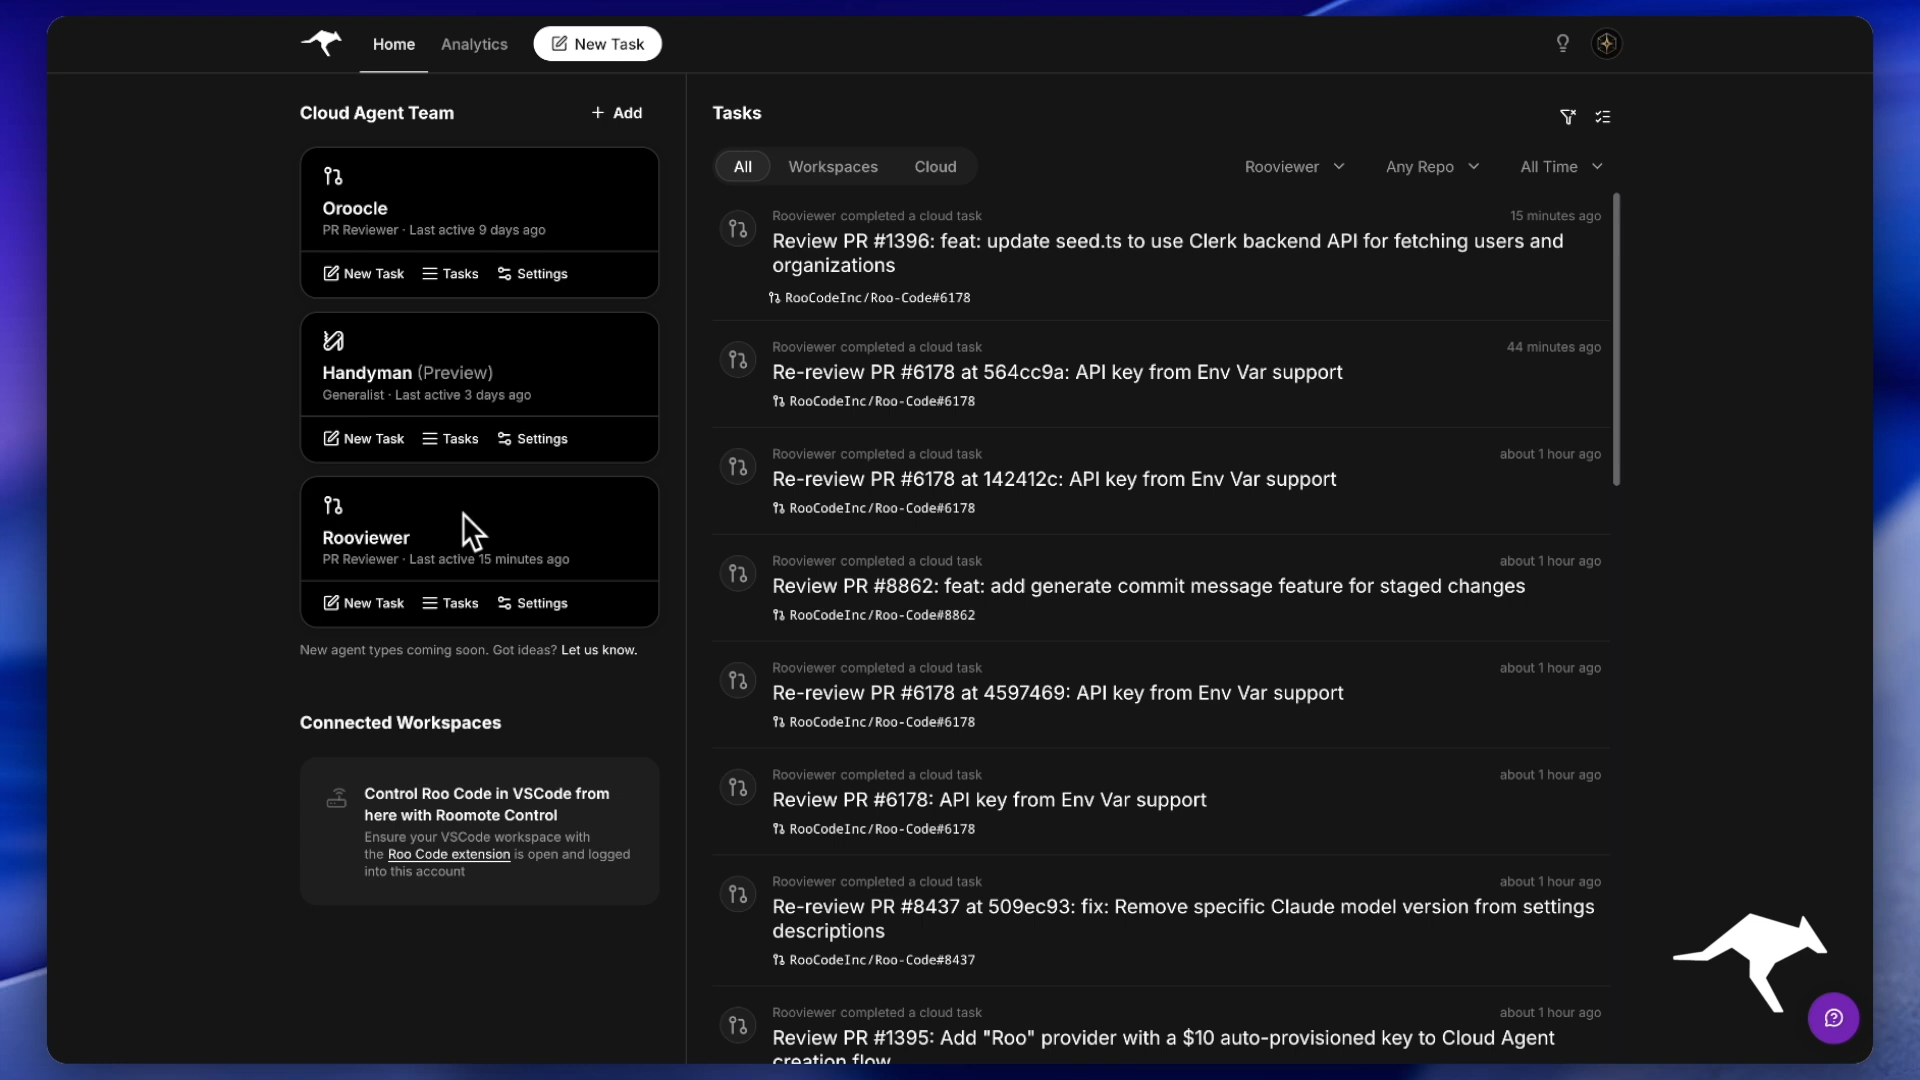 Home
Analytics
New Task
Cloud Agent Team
+ Add
Oroocle
PR Reviewer · Last active 9 days ago
New Task
Tasks
Settings
Handyman (Preview)
Generalist · Last active 3 days ago
New Task
Tasks
Settings
Rooviewer
PR Reviewer · Last active 15 minutes ago
New Task
Tasks
Settings
New agent types coming soon. Got ideas? Let us know.
Connected Workspaces
Control Roo Code in VSCode from
here with Roomote Control
Ensure your VSCode workspace with
the Roo Code extension is open and logged
into this account
Tasks
All
Workspaces
Cloud
Rooviewer
Any Repo
All Time
Rooviewer completed a cloud task
15 minutes ago
Review PR #1396: feat: update seed.ts to use Clerk backend API for fetching users and
organizations
RooCodeInc/Roo-Code#6178
Rooviewer completed a cloud task
44 minutes ago
Re-review PR #6178 at 564cc9a: API key from Env Var support
RooCodeInc/Roo-Code#6178
Rooviewer completed a cloud task
about 1 hour ago
Re-review PR #6178 at 142412c: API key from Env Var support
RooCodeInc/Roo-Code#6178
Rooviewer completed a cloud task
about 1 hour ago
Review PR #8862: feat: add generate commit message feature for staged changes
RooCodeInc/Roo-Code#8862
Rooviewer completed a cloud task
about 1 hour ago
Re-review PR #6178 at 4597469: API key from Env Var support
RooCodeInc/Roo-Code#6178
Rooviewer completed a cloud task
about 1 hour ago
Review PR #6178: API key from Env Var support
RooCodeInc/Roo-Code#6178
Rooviewer completed a cloud task
about 1 hour ago
Re-review PR #8437 at 509ec93: fix: Remove specific Claude model version from settings
descriptions
RooCodeInc/Roo-Code#8437
Rooviewer completed a cloud task
about 1 hour ago
Review PR #1395: Add "Roo" provider with a $10 auto-provisioned key to Cloud Agent
creation flow